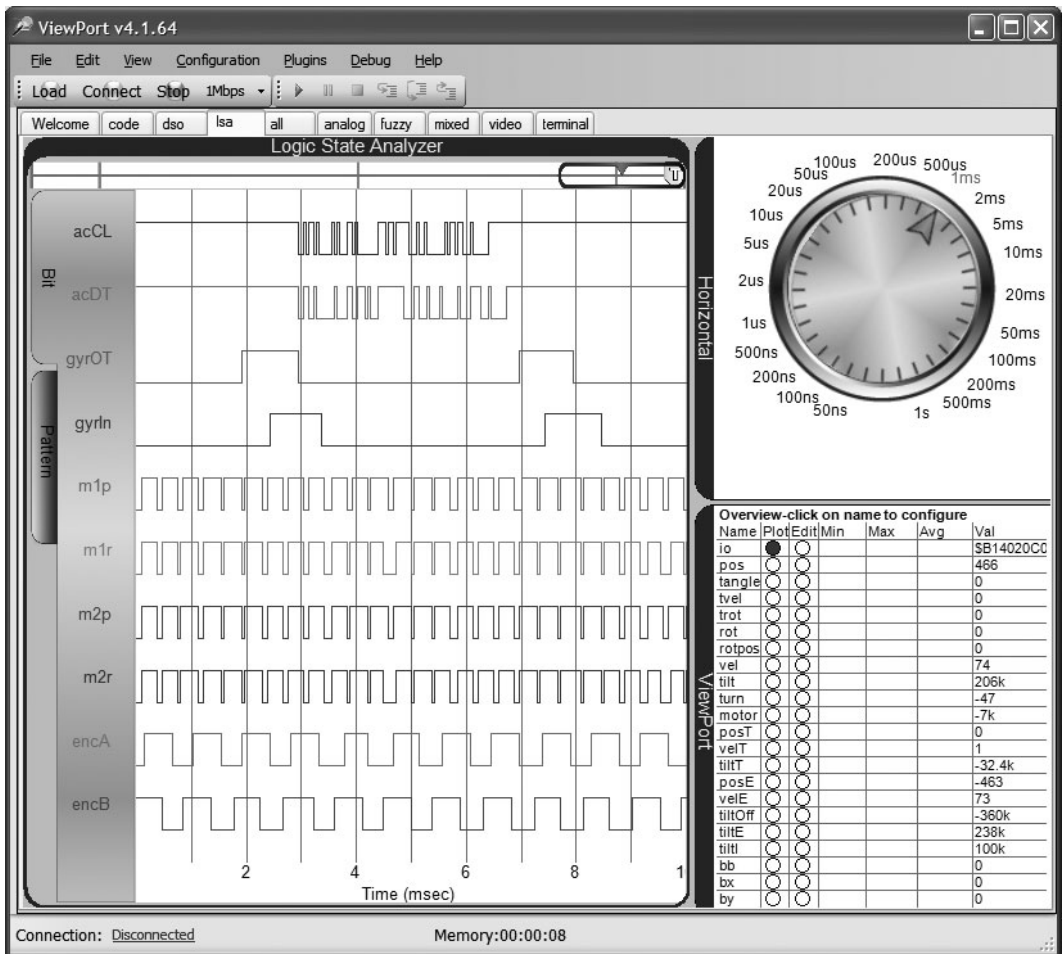 ViewPort v4.1.64
File Edit View Configuration Plugins Debug Help
Load Connect Stop 1Mbps
Welcome code dso lsa all analog fuzzy mixed video terminal
Logic State Analyzer
Bit
Pattern
acCL
acDT
gyrOT
gyrIn
m1p
m1r
m2p
m2r
encA
encB
2 4 6 8 1
Time (msec)
Horizontal
50ns
100ns
200ns
500ns
1us
2us
5us
10us
20us
50us
100us
200us
500us
1ms
2ms
5ms
10ms
20ms
50ms
100ms
200ms
500ms
1s
ViewPort
Overview-click on name to configure
Name Plot Edit Min Max Avg Val
io $B14020C0
pos 466
tangle 0
tvel 0
trot 0
rot 0
rotpos 0
vel 74
tilt 206k
turn -47
motor -7k
posT 0
velT 1
tiltT -32.4k
posE -463
velE 73
tiltOff -360k
tiltE 238k
tiltI 100k
bb 0
bx 0
by 0
Connection: Disconnected Memory:00:00:08